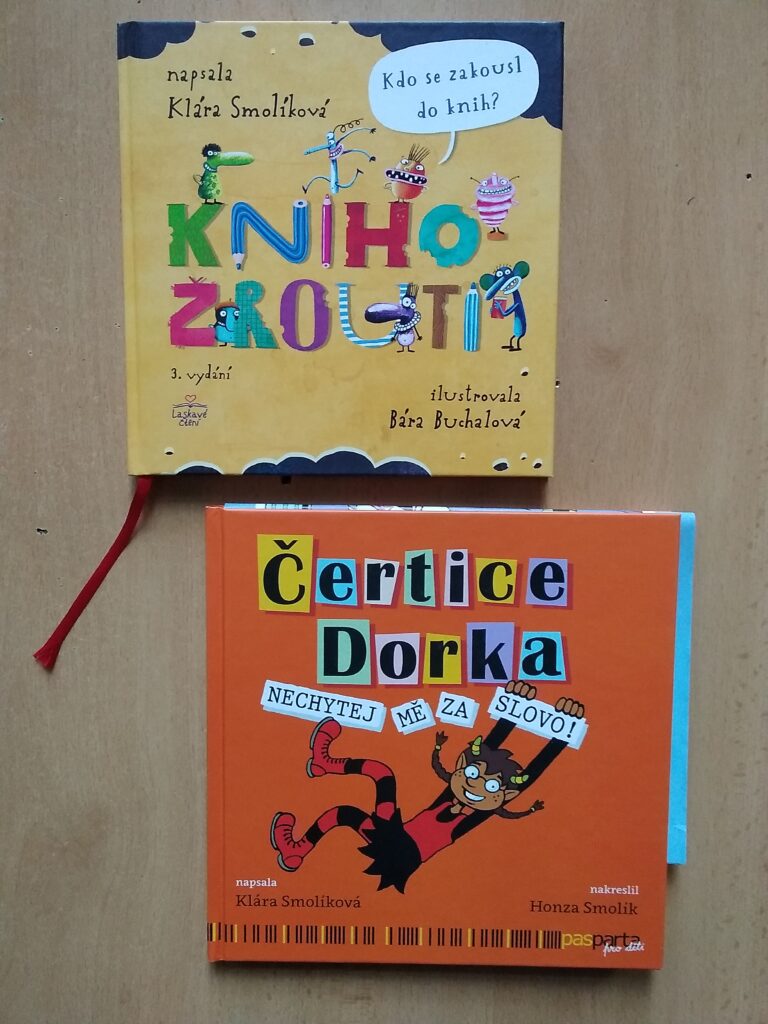 napsala
Klára Smolíková
Kdo se zakousl
do knih?
KNIHO
ŽROUTI
3. vydání
Laskavé
čtení
ilustrovala
Bára Buchalová
Čertice
Dorka
NECHYTEJ MĚ ZA SLOVO!
napsala
Klára Smolíková
nakreslil
Honza Smolík
pasparta
pro děti